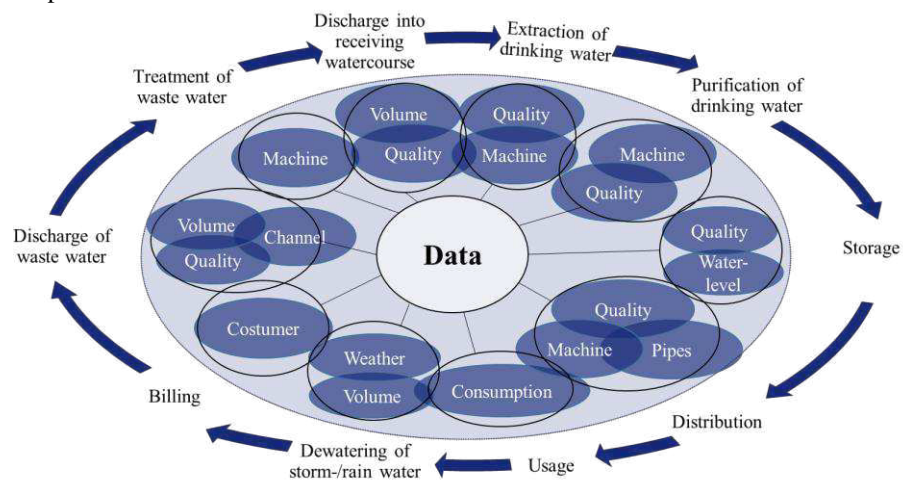 Discharge into
receiving
watercourse
Extraction of
drinking water
Treatment of
waste water
Purification of
drinking water
Volume
Quality
Quality
Machine
Machine
Machine
Quality
Volume
Quality
Channel
Discharge of
waste water
Data
Quality
Water-
level
Storage
Costumer
Weather
Volume
Consumption
Quality
Machine
Pipes
Billing
Distribution
Dewatering of
storm-/rain water
Usage